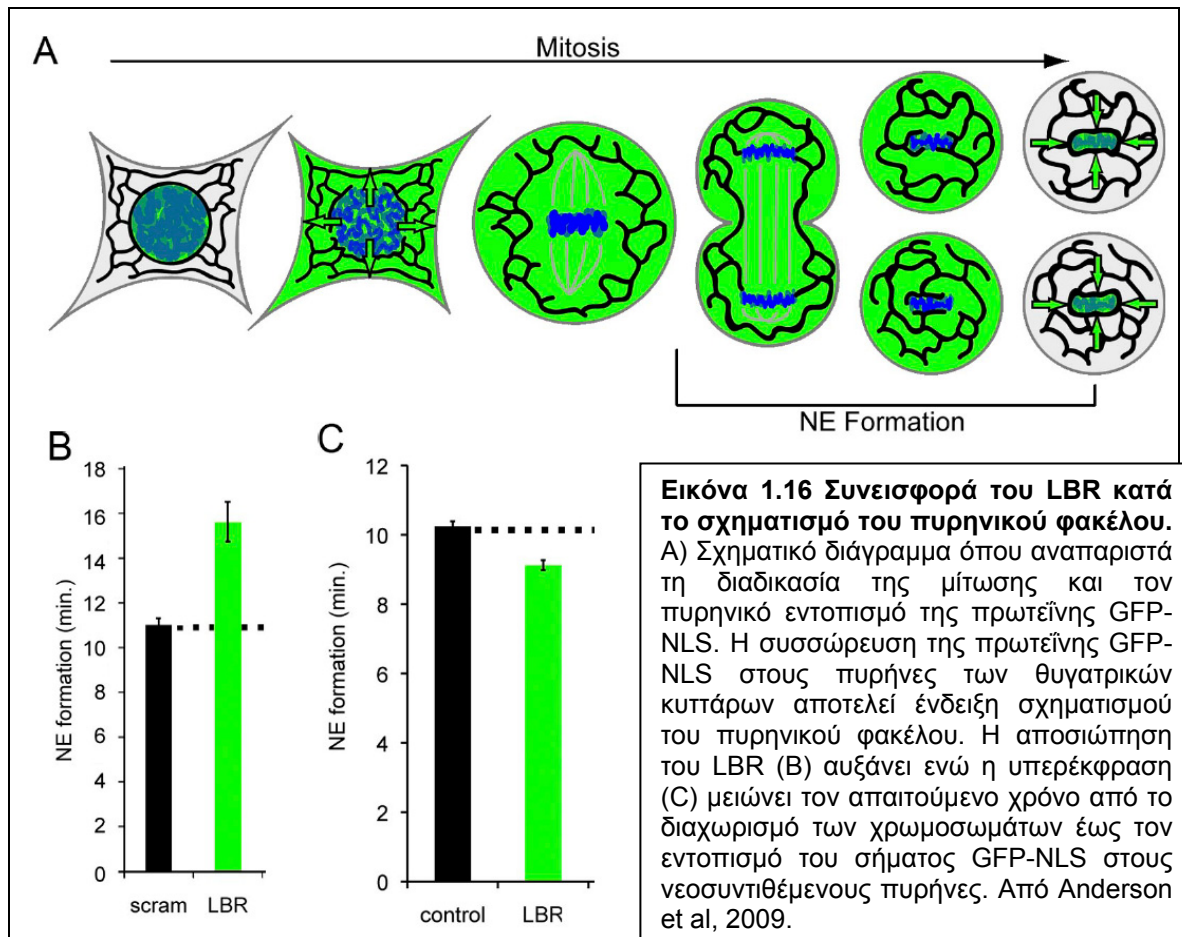 A
Mitosis
NE Formation
B
NE formation (min.)
18
16
14
12
10
8
6
4
2
0
scram LBR
C
NE formation (min.)
12
10
8
6
4
2
0
control LBR
Εικόνα 1.16 Συνεισφορά του LBR κατά
το σχηματισμό του πυρηνικού φακέλου.
Α) Σχηματικό διάγραμμα όπου αναπαριστά
τη διαδικασία της μίτωσης και τον
πυρηνικό εντοπισμό της πρωτεΐνης GFP-
NLS. Η συσσώρευση της πρωτεΐνης GFP-
NLS στους πυρήνες των θυγατρικών
κυττάρων αποτελεί ένδειξη σχηματισμού
του πυρηνικού φακέλου. Η αποσιώπηση
του LBR (Β) αυξάνει ενώ η υπερέκφραση
(C) μειώνει τον απαιτούμενο χρόνο από το
διαχωρισμό των χρωμοσωμάτων έως τον
εντοπισμό του σήματος GFP-NLS στους
νεοσυντιθέμενους πυρήνες. Από Anderson
et al, 2009.